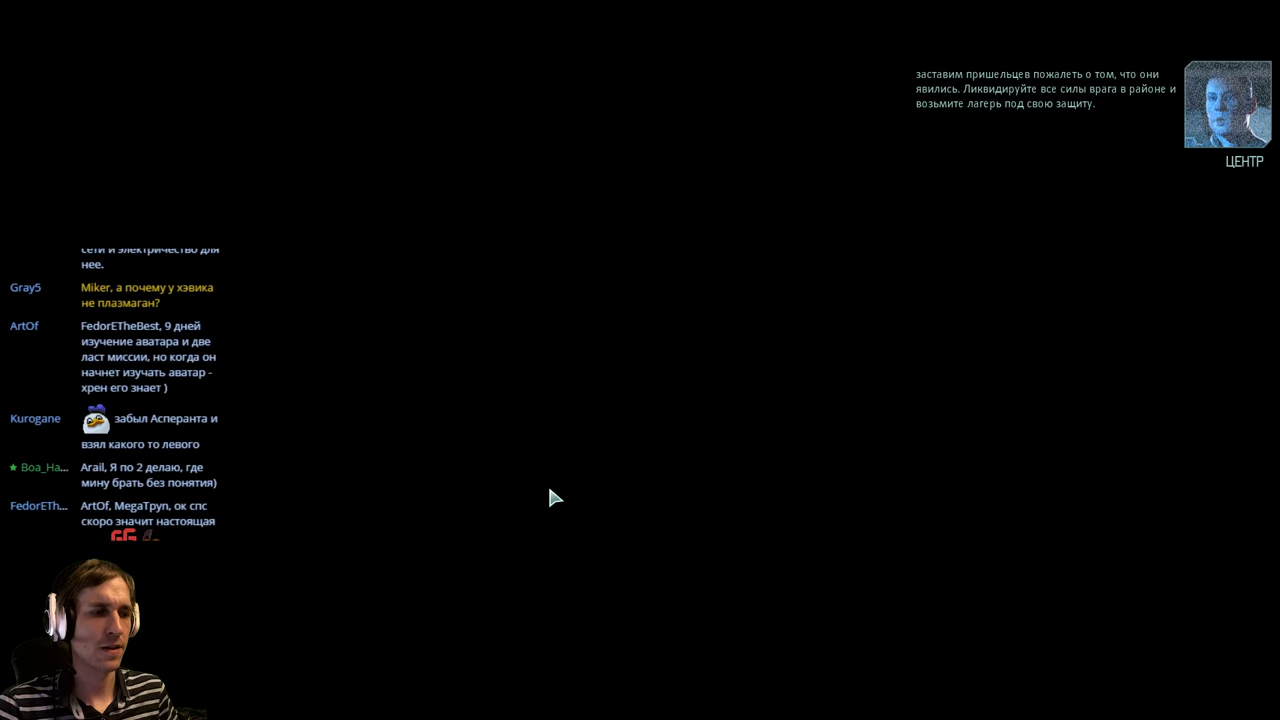 заставим пришельцев пожалеть о том, что они
явились. Ликвидируйте все силы врага в районе и
возьмите лагерь под свою защиту.
ЦЕНТР
сети и электричество для
нее.
Gray5 Miker, а почему у хэвика
не плазмаган?
ArtOf FedorETheBest, 9 дней
изучение аватара и две
ласт миссии, но когда он
начнет изучать аватар -
хрен его знает )
Kurogane забыл Асперанта и
взял какого то левого
Boa_Ha... Arail, Я по 2 делаю, где
мину брать без понятия)
FedorETh... ArtOf, MegaТруп, ок спс
скоро значит настоящая